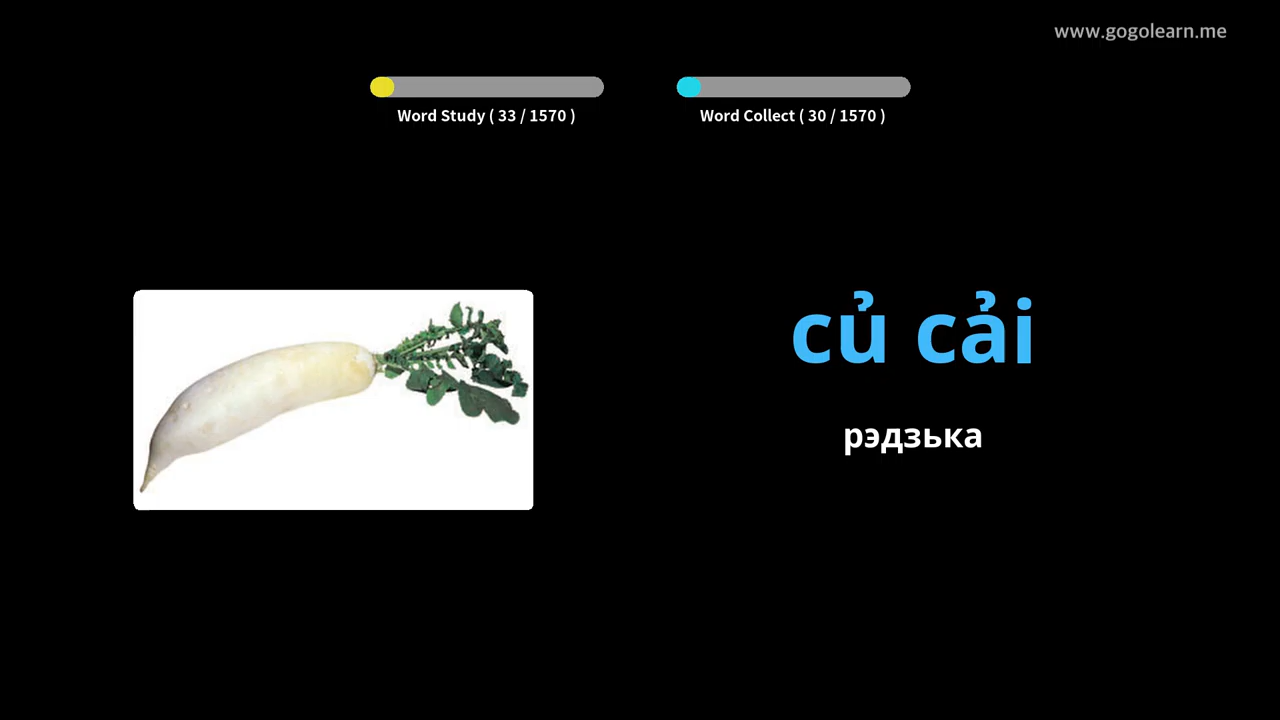 www.gogolearn.me
Word Study ( 33 / 1570 )
Word Collect ( 30 / 1570 )
củ cải
рэдзька